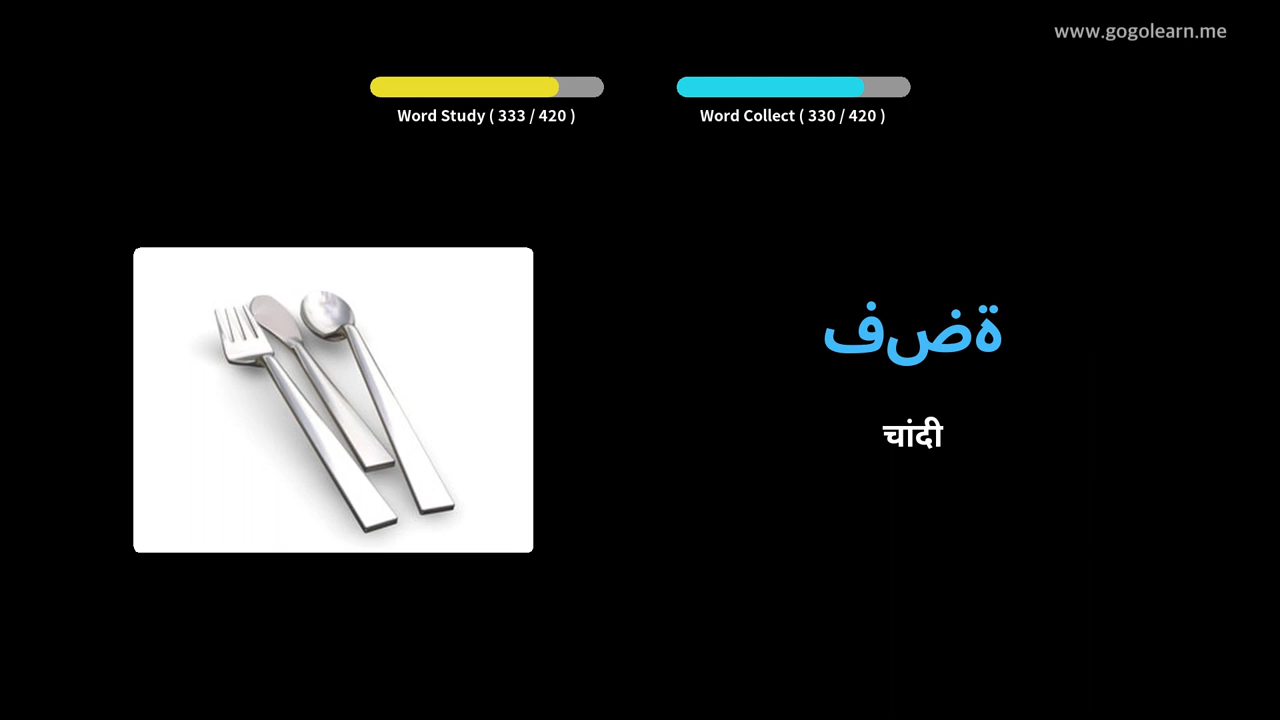 www.gogolearn.me
Word Study ( 333 / 420 )
Word Collect ( 330 / 420 )
ةضف
चांदी